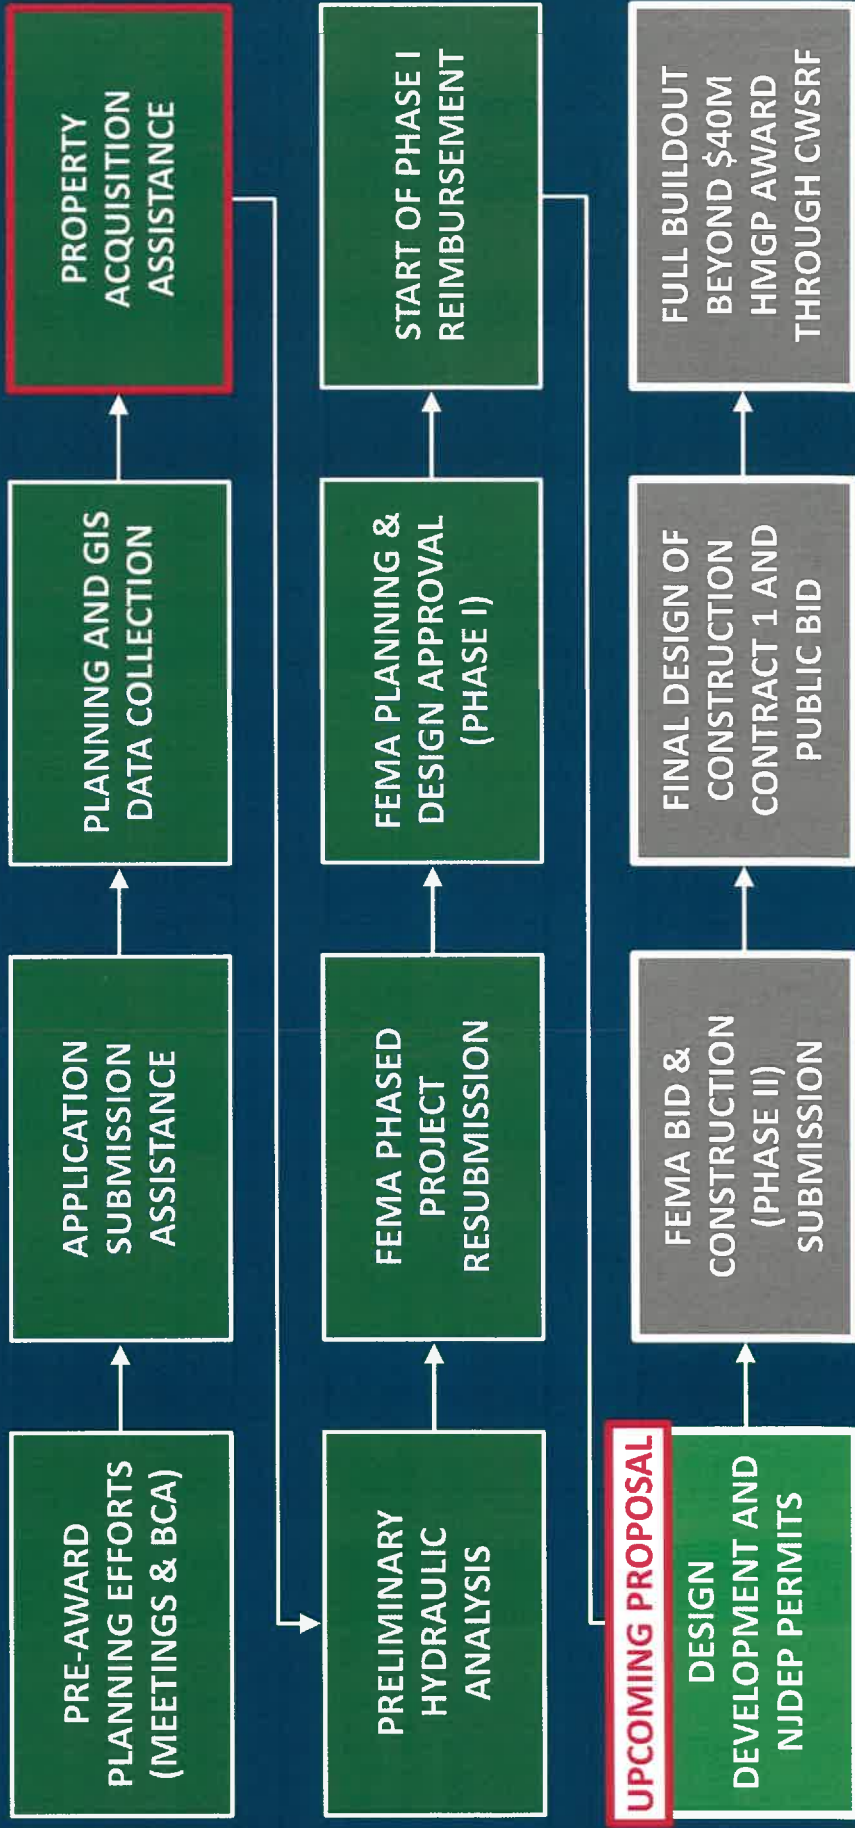 PRE-AWARD
PLANNING EFFORTS
(MEETINGS & BCA)
APPLICATION
SUBMISSION
ASSISTANCE
PLANNING AND GIS
DATA COLLECTION
PROPERTY
ACQUISITION
ASSISTANCE
PRELIMINARY
HYDRAULIC
ANALYSIS
FEMA PHASED
PROJECT
RESUBMISSION
FEMA PLANNING &
DESIGN APPROVAL
(PHASE I)
START OF PHASE I
REIMBURSEMENT
UPCOMING PROPOSAL
DESIGN
DEVELOPMENT AND
NJDEP PERMITS
FEMA BID &
CONSTRUCTION
(PHASE II)
SUBMISSION
FINAL DESIGN OF
CONSTRUCTION
CONTRACT 1 AND
PUBLIC BID
FULL BUILDOUT
BEYOND $40M
HMGP AWARD
THROUGH CWSRF